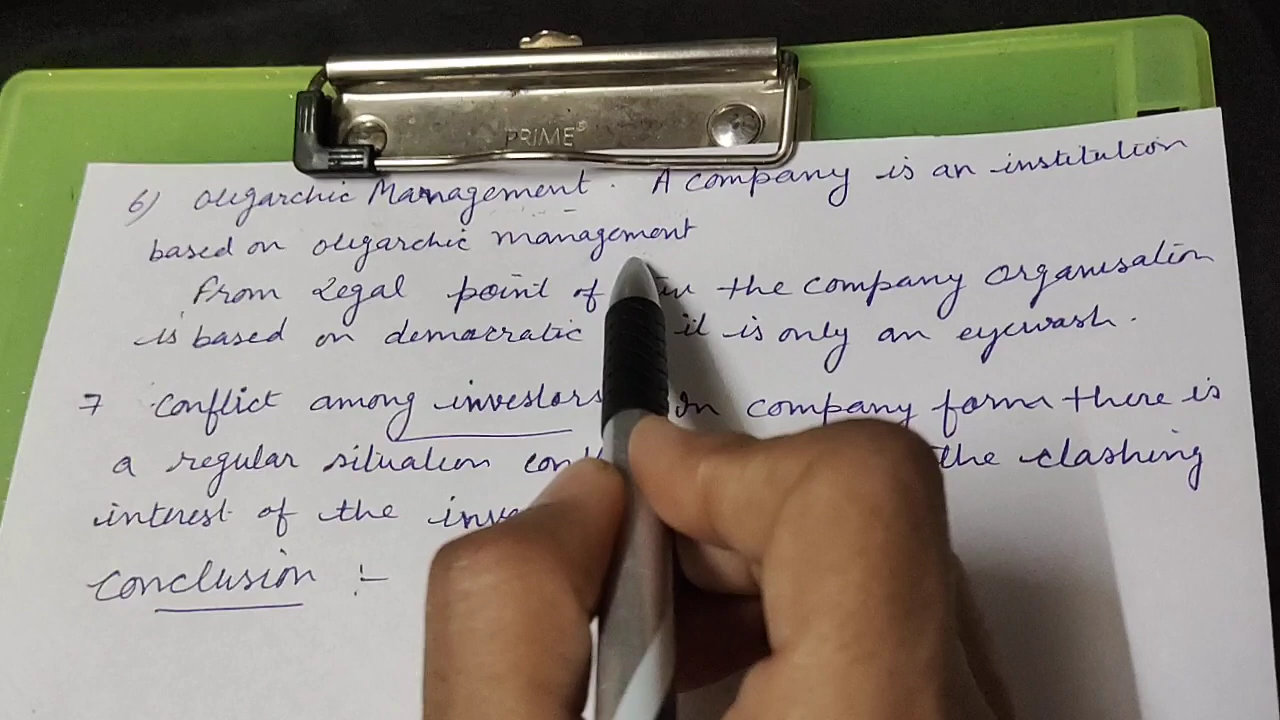 PRIME
6) Oligarchic Management. A company is an institution
based on oligarchic management
From Legal point of the company organisation
is based on democratic it is only an eyewash.
7 Conflict among investors In company form there is
a regular situation the clashing
interest of the
Conclusion :-